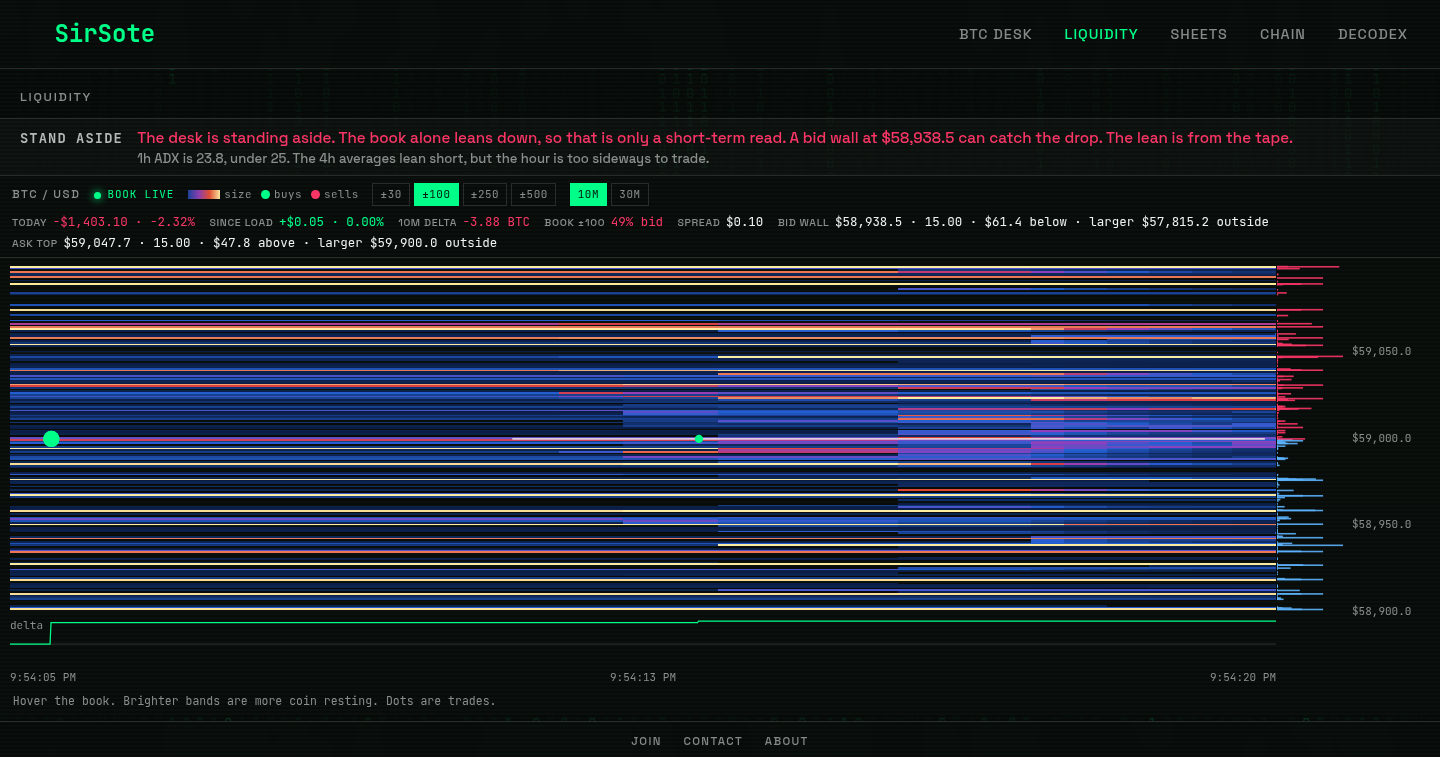 SirSote
BTC DESK LIQUIDITY SHEETS CHAIN DECODEX
LIQUIDITY
STAND ASIDE The desk is standing aside. The book alone leans down, so that is only a short-term read. A bid wall at $58,938.5 can catch the drop. The lean is from the tape.
1h ADX is 23.8, under 25. The 4h averages lean short, but the hour is too sideways to trade.
BTC / USD BOOK LIVE size buys sells ±30 ±100 ±250 ±500 10M 30M
TODAY -$1,403.10 · -2.32% SINCE LOAD +$0.05 · 0.00% 10M DELTA -3.88 BTC BOOK ±100 49% bid SPREAD $0.10 BID WALL $58,938.5 · 15.00 · $61.4 below · larger $57,815.2 outside
ASK TOP $59,047.7 · 15.00 · $47.8 above · larger $59,900.0 outside
$59,050.0
$59,000.0
$58,950.0
$58,900.0
delta
9:54:05 PM 9:54:13 PM 9:54:20 PM
Hover the book. Brighter bands are more coin resting. Dots are trades.
JOIN CONTACT ABOUT